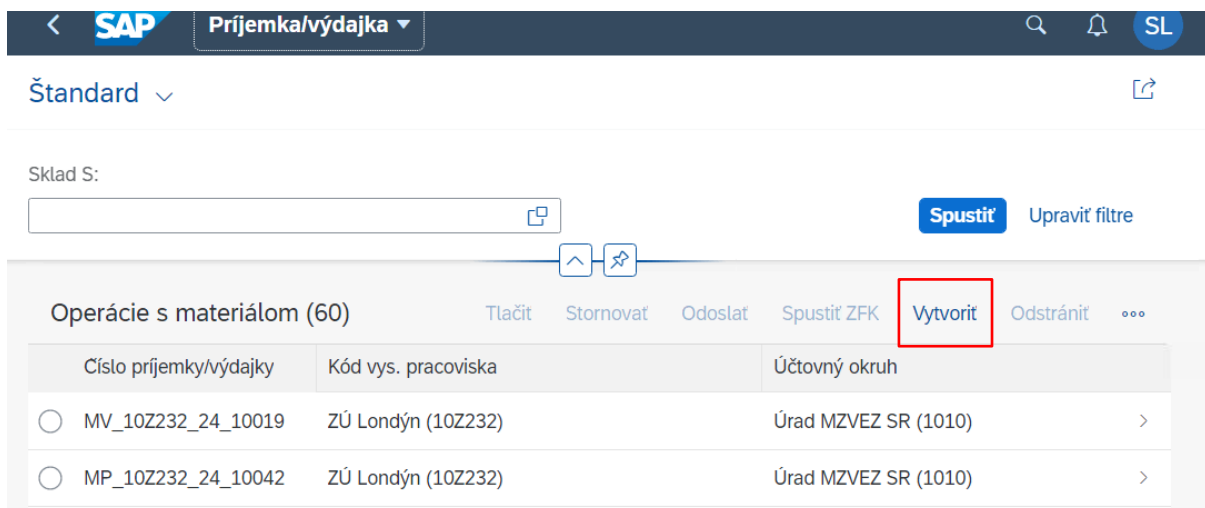 SAP Príjemka/výdajka SL
Štandard
Sklad S:
Spustiť Upraviť filtre
Operácie s materiálom (60) Tlačiť Stornovať Odoslať Spustiť ZFK Vytvoriť Odstrániť
Číslo príjemky/výdajky Kód vys. pracoviska Účtovný okruh
MV_10Z232_24_10019 ZÚ Londýn (10Z232) Úrad MZVEZ SR (1010)
MP_10Z232_24_10042 ZÚ Londýn (10Z232) Úrad MZVEZ SR (1010)